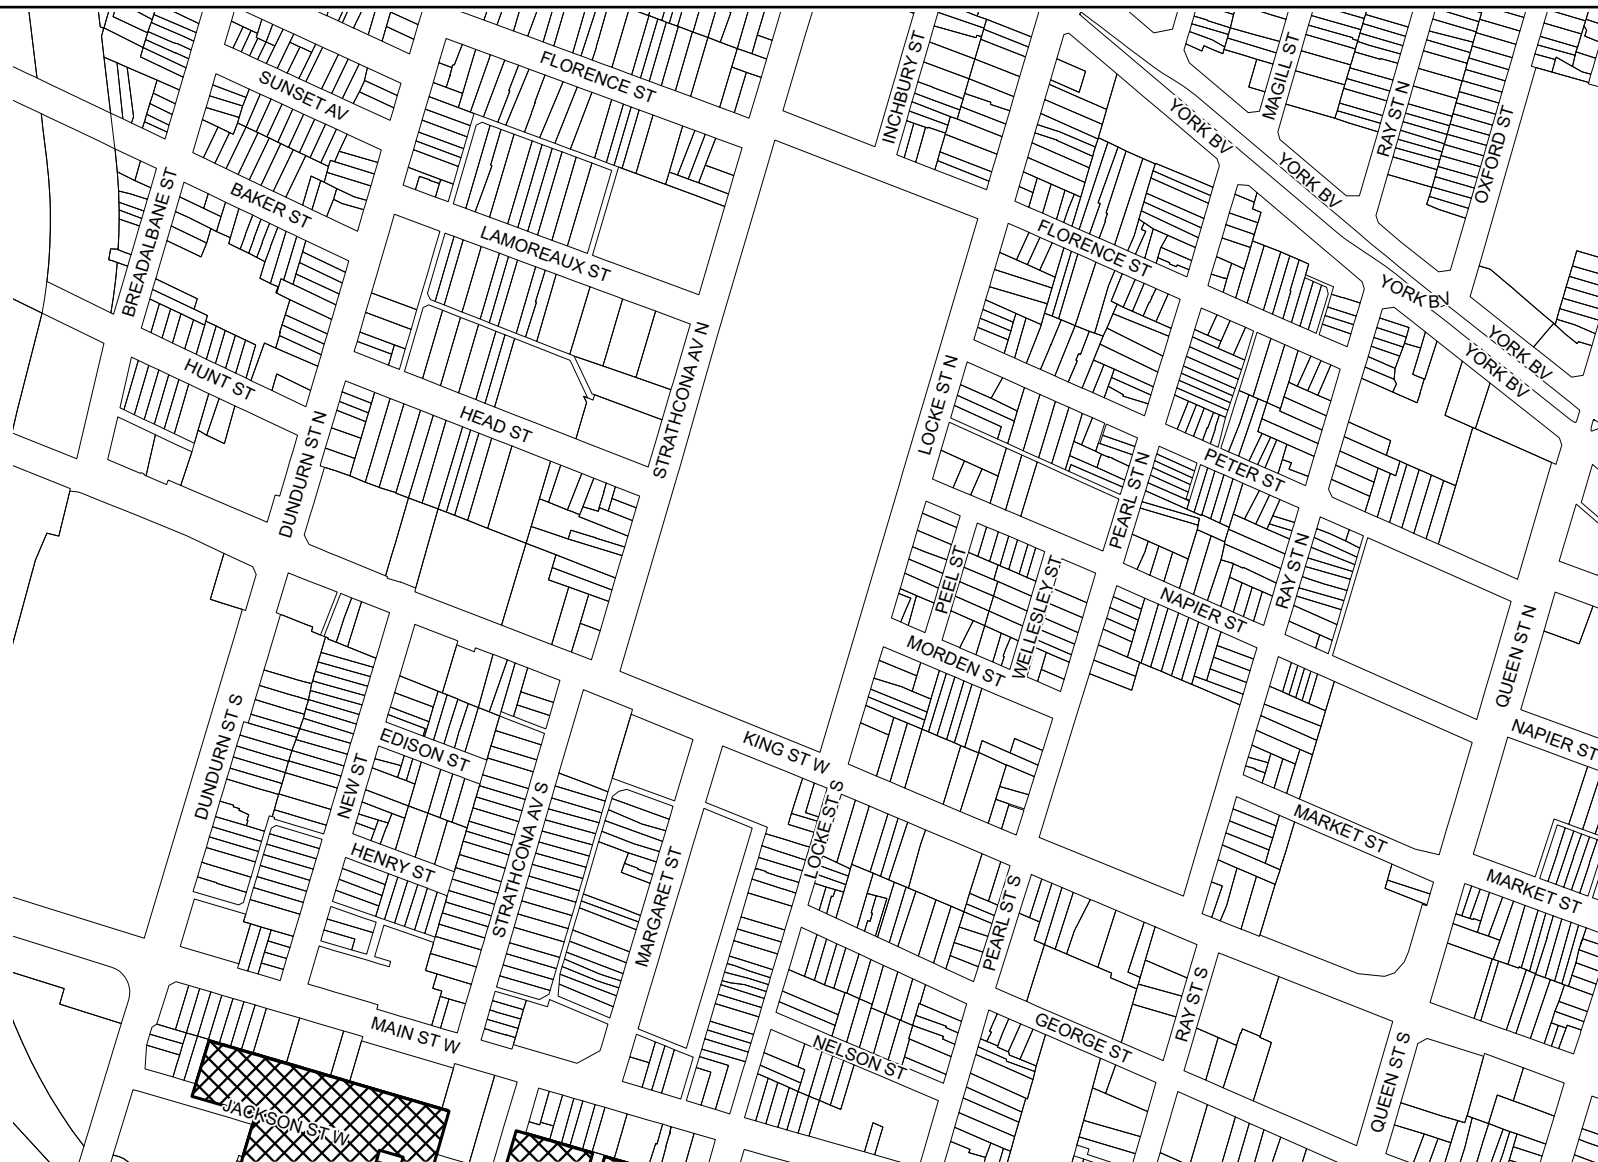 FLORENCE ST
INCHBURY ST
MAGILL ST
SUNSET AV
YORK BV
RAY ST N
YORK BV
OXFORD ST
BAKER ST
BREADALBANE ST
LAMOREAUX ST
FLORENCE ST
YORK BV
YORK BV
YORK BV
HUNT ST
STRATHCONA AV N
HEAD ST
LOCKE ST N
DUNDURN ST N
PEARL ST N
PETER ST
PEEL ST
RAY ST N
WELLESLEY ST
NAPIER ST
MORDEN ST
QUEEN ST N
NAPIER ST
DUNDURN ST S
EDISON ST
KING ST W
NEW ST
LOCKE ST S
MARKET ST
STRATHCONA AV S
HENRY ST
MARGARET ST
MARKET ST
PEARL ST S
RAY ST S
MAIN ST W
NELSON ST
GEORGE ST
QUEEN ST S
JACKSON ST W